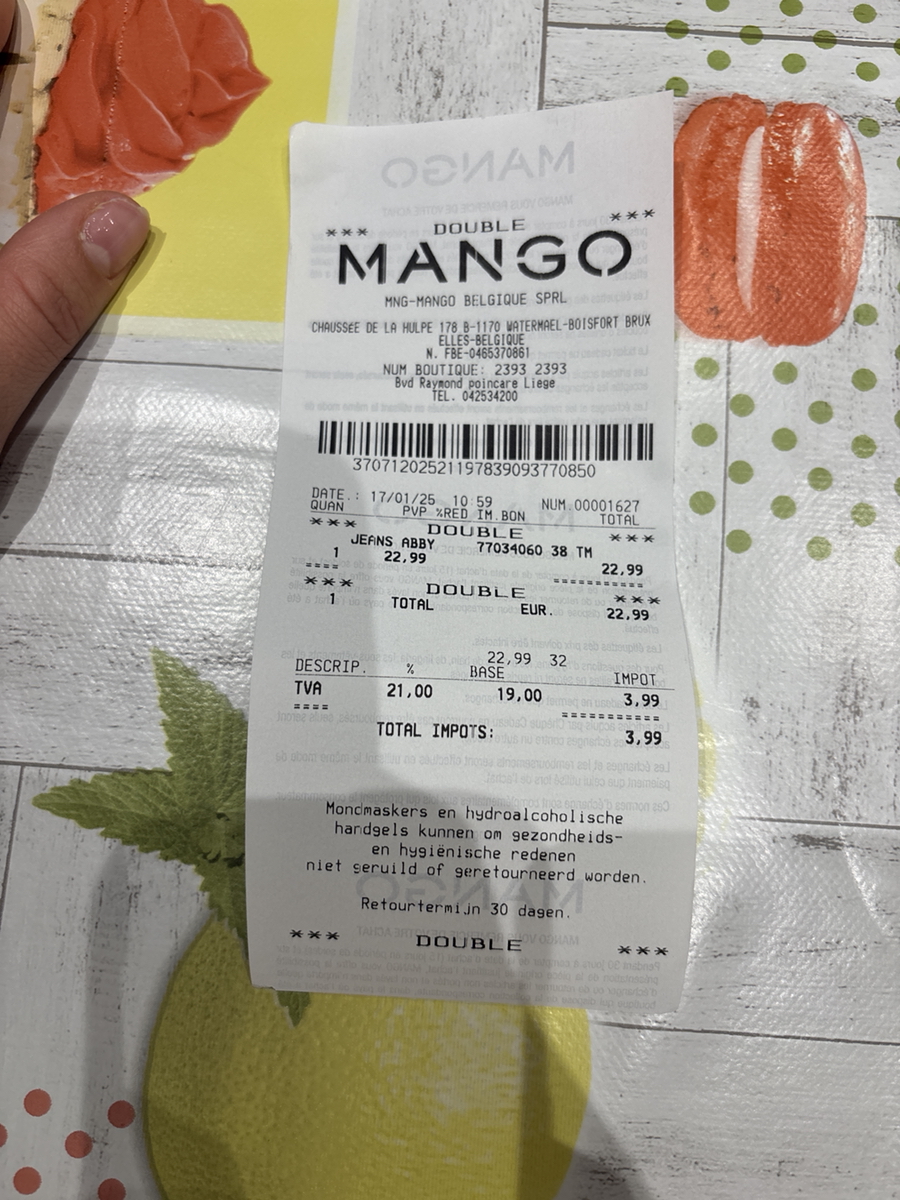 *** DOUBLE ***
MANGO
MNG-MANGO BELGIQUE SPRL
CHAUSSEE DE LA HULPE 178 B-1170 WATERMAEL-BOISFORT BRUX
ELLES-BELGIQUE
N. FBE-0465370861
NUM BOUTIQUE: 2393 2393
Bvd Raymond poincare Liege
TEL. 042534200
37071202521197839093770850
DATE.: 17/01/25 10:59 NUM.00001627
QUAN PVP %RED IM.BON TOTAL
*** DOUBLE ***
JEANS ABBY 77034060 38 TM
1 22,99 22,99
==== ===========
*** DOUBLE ***
1 TOTAL EUR. 22,99
22,99 32
DESCRIP. % BASE IMPOT
TVA 21,00 19,00 3,99
==== ===========
TOTAL IMPOTS: 3,99
Mondmaskers en hydroalcoholische
handgels kunnen om gezondheids-
en hygiënische redenen
niet geruild of geretourneerd worden.
Retourtermijn 30 dagen.
*** DOUBLE ***